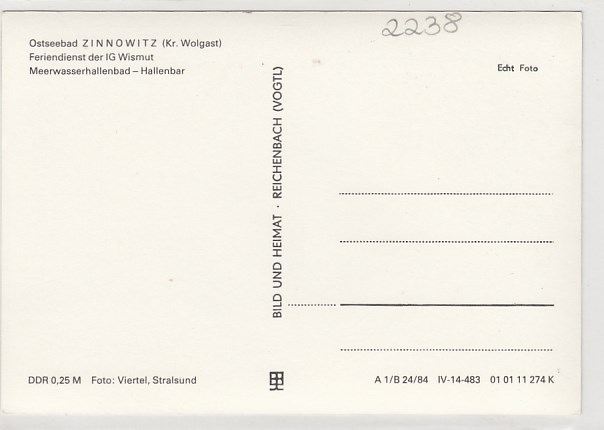 2238
Ostseebad ZINNOWITZ (Kr. Wolgast)
Feriendienst der IG Wismut
Meerwasserhallenbad – Hallenbar
Echt Foto
BILD UND HEIMAT · REICHENBACH (VOGTL)
DDR 0,25 M Foto: Viertel, Stralsund
A 1/B 24/84 IV-14-483 01 01 11 274 K